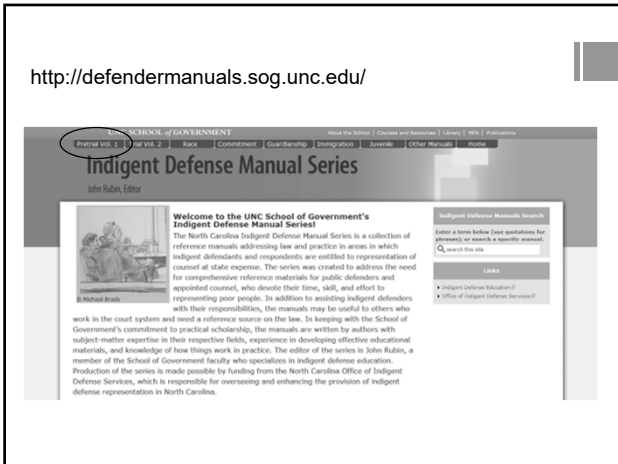 http://defendermanuals.sog.unc.edu/
UNC SCHOOL of GOVERNMENT
About the School | Courses and Resources | Library | MPA | Publications
Pretrial Vol. 1
Trial Vol. 2
Race
Commitment
Guardianship
Immigration
Juvenile
Other Manuals
Home
Indigent Defense Manual Series
John Rubin, Editor
© Michael Brady
Welcome to the UNC School of Government's
Indigent Defense Manual Series!
The North Carolina Indigent Defense Manual Series is a collection of
reference manuals addressing law and practice in areas in which
indigent defendants and respondents are entitled to representation of
counsel at state expense. The series was created to address the need
for comprehensive reference materials for public defenders and
appointed counsel, who devote their time, skill, and effort to
representing poor people. In addition to assisting indigent defenders
with their responsibilities, the manuals may be useful to others who
work in the court system and need a reference source on the law. In keeping with the School of
Government's commitment to practical scholarship, the manuals are written by authors with
subject-matter expertise in their respective fields, experience in developing effective educational
materials, and knowledge of how things work in practice. The editor of the series is John Rubin, a
member of the School of Government faculty who specializes in indigent defense education.
Production of the series is made possible by funding from the North Carolina Office of Indigent
Defense Services, which is responsible for overseeing and enhancing the provision of indigent
defense representation in North Carolina.
Indigent Defense Manuals Search
Enter a term below (use quotations for
phrases); or search a specific manual.
search this site
Links
Indigent Defense Education
Office of Indigent Defense Services